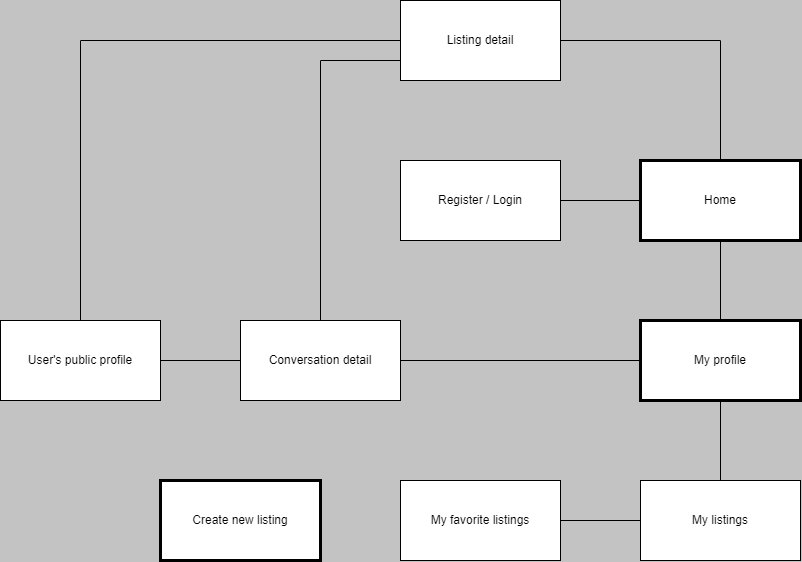 Listing detail
Register / Login
Home
User's public profile
Conversation detail
My profile
Create new listing
My favorite listings
My listings